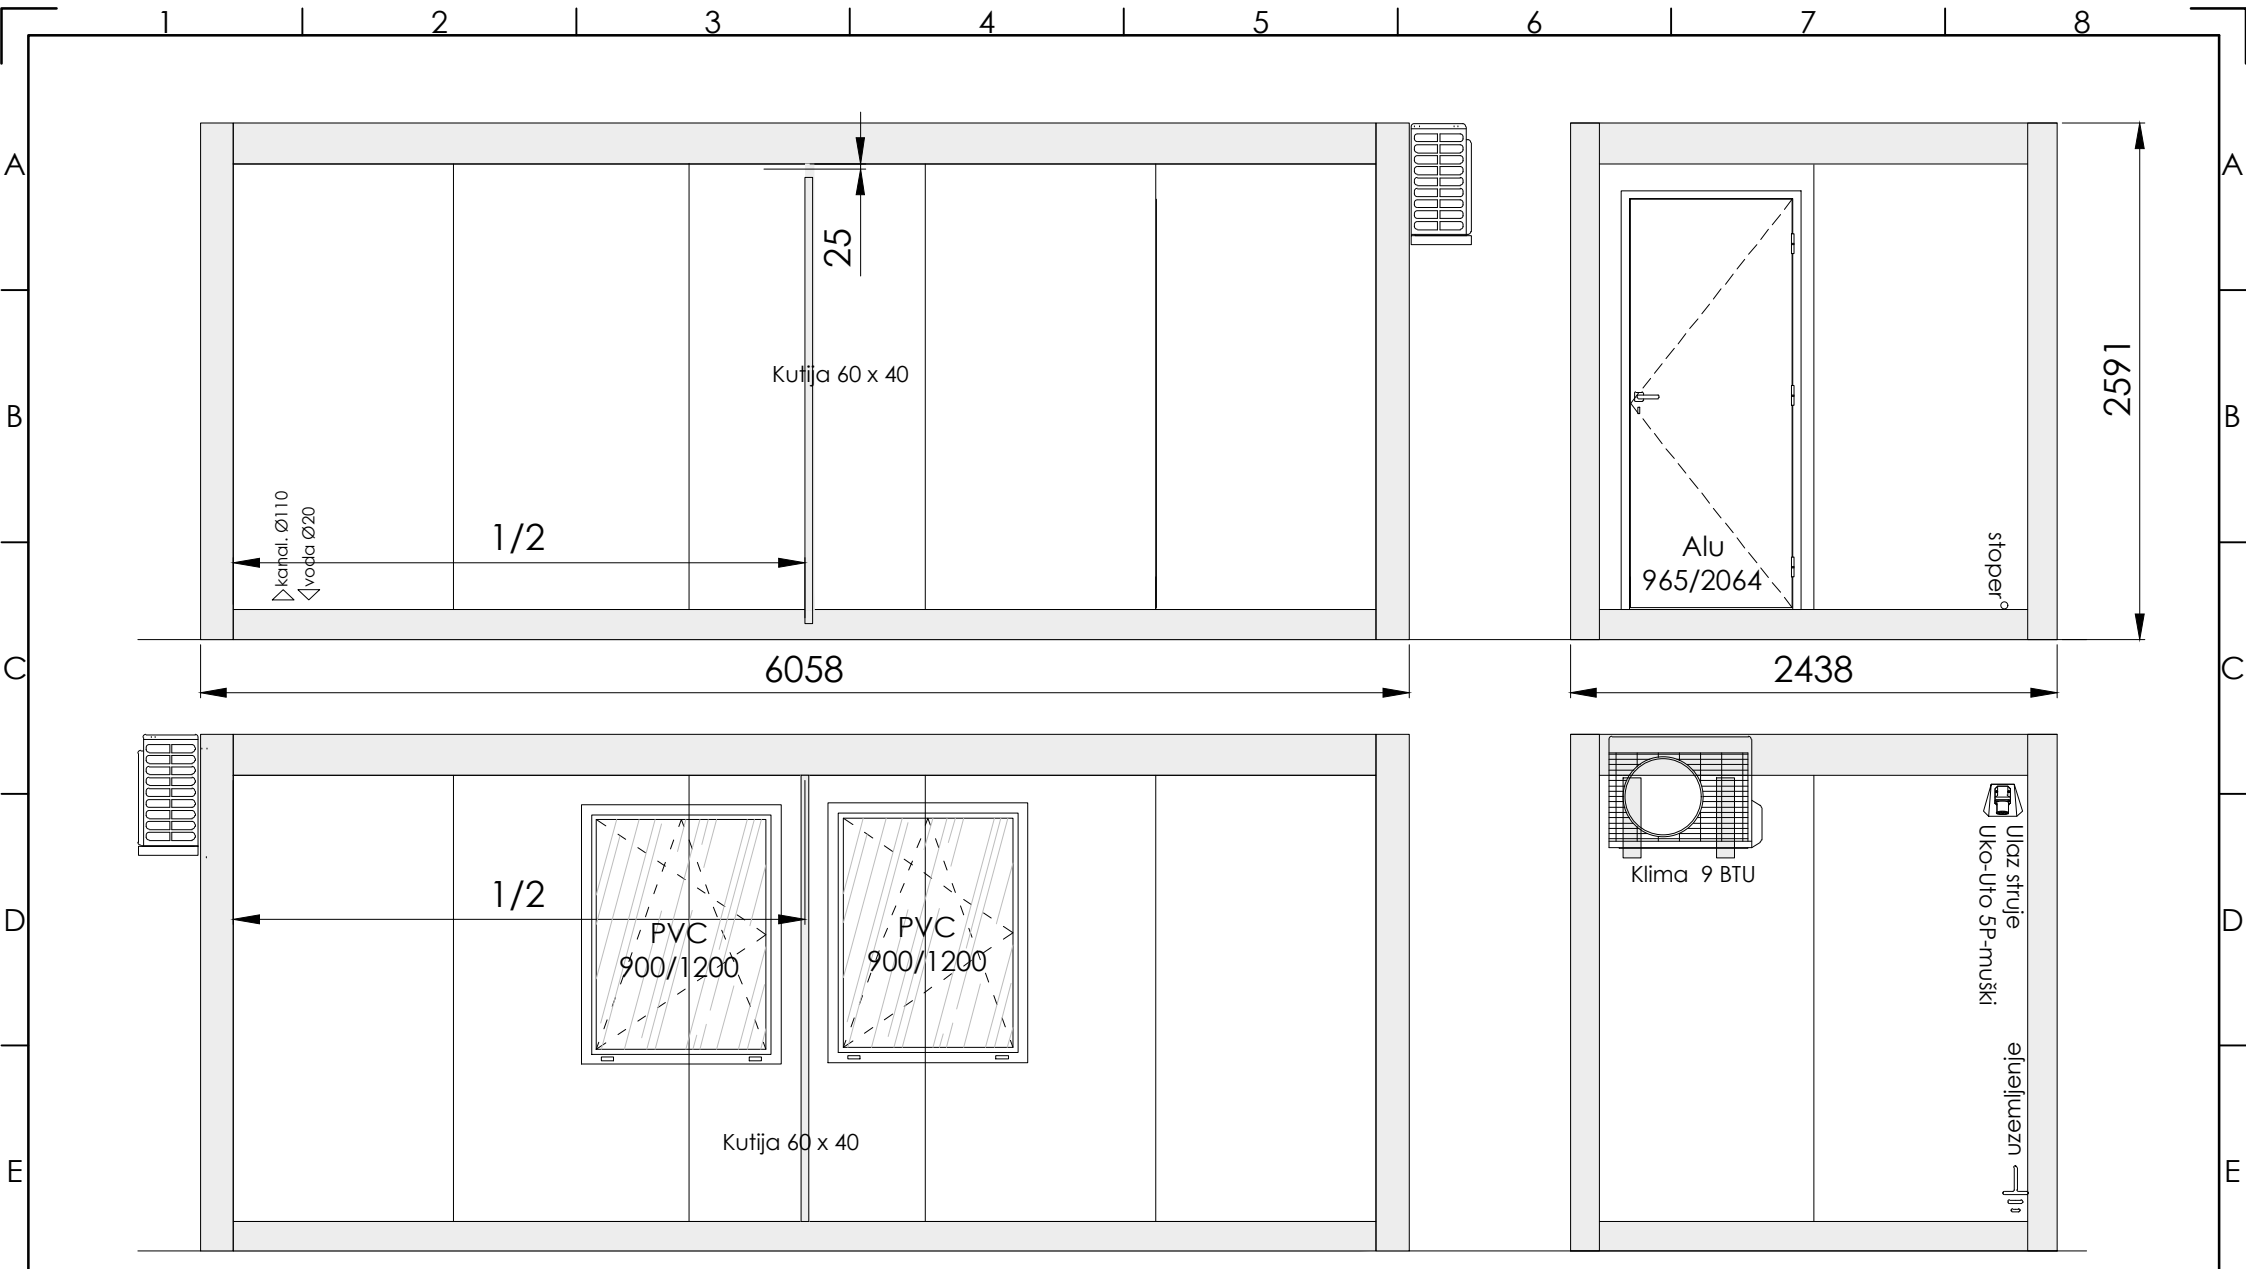 1 2 3 4 5 6 7 8
A A
25
Kutija 60 x 40
B B
2591
kanal. Ø110
voda Ø20
1/2
Alu
965/2064
stoper
C C
6058
2438
1/2
PVC
900/1200
PVC
900/1200
Klima 9 BTU
Ulaz struje
Uko-Uto 5P-muški
D D
uzemljenje
Kutija 60 x 40
E E